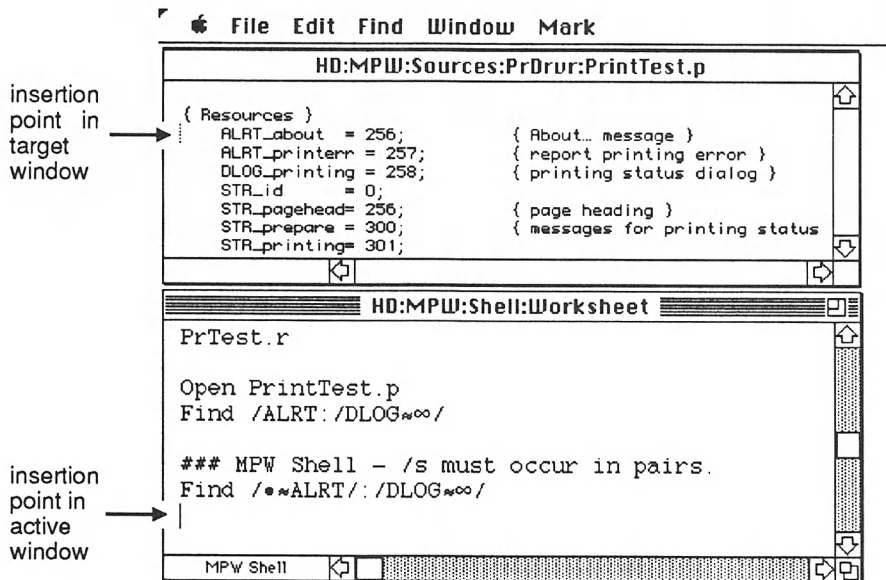 File Edit Find Window Mark
HD:MPW:Sources:PrDrvr:PrintTest.p
insertion
point in
target
window
{ Resources }
ALRT_about = 256; { About… message }
ALRT_printerr = 257; { report printing error }
DLOG_printing = 258; { printing status dialog }
STR_id = 0;
STR_pagehead= 256; { page heading }
STR_prepare = 300; { messages for printing status
STR_printing= 301;
HD:MPW:Shell:Worksheet
PrTest.r
Open PrintTest.p
Find /ALRT:/DLOG≈∞/
### MPW Shell – /s must occur in pairs.
Find /•≈ALRT/:/DLOG≈∞/
insertion
point in
active
window
MPW Shell